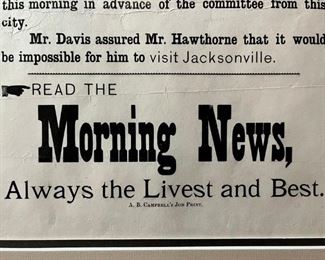 this morning in advance of the committee from this
city.
Mr. Davis assured Mr. Hawthorne that it would
be impossible for him to visit Jacksonville.
READ THE
Morning News,
Always the Livest and Best.
A. B. Campbell's Job Print.